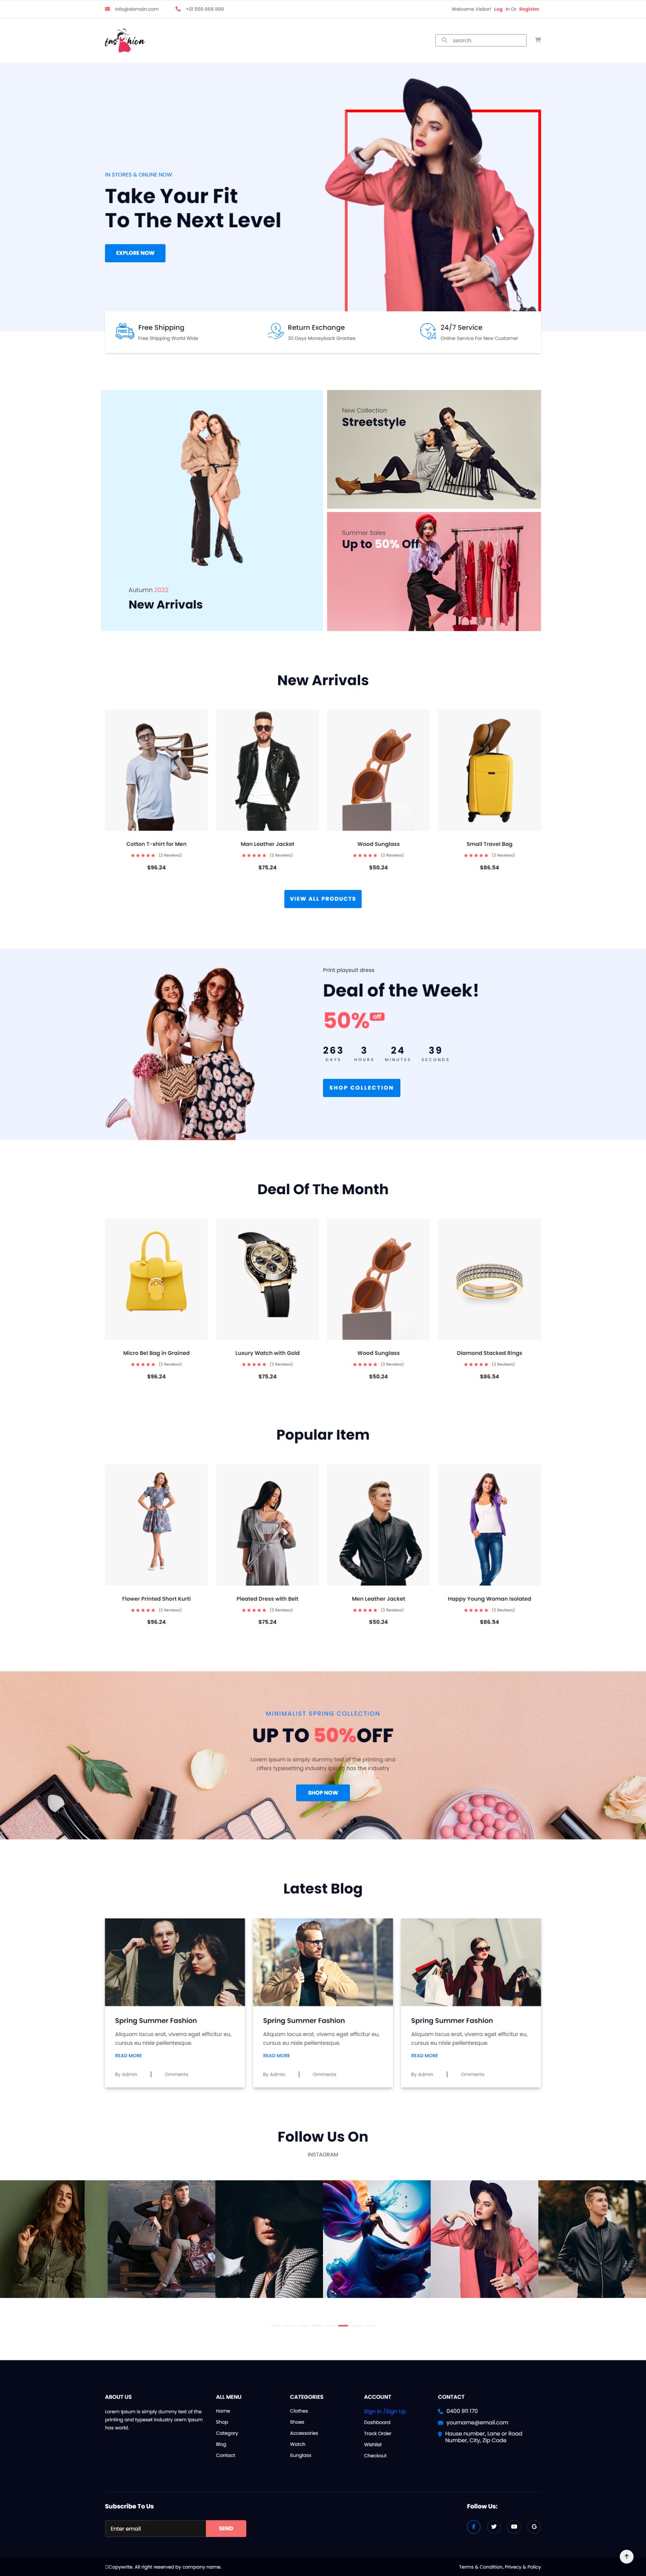 info@domain.com +01 555 666 999 Welcome Visitor! Log In Or Register
fashion search
IN STORES & ONLINE NOW
Take Your Fit
To The Next Level
EXPLORE NOW
FREE Free Shipping
Free Shipping World Wide
Return Exchange
30 Days Moneyback Grantee
24/7 Service
Online Service For New Customer
New Collection
Streetstyle
Summer Sales
Up to 50% Off
Autumn 2022
New Arrivals
New Arrivals
Cotton T-shirt for Men
(3 Reviews)
$96.24
Man Leather Jacket
(3 Reviews)
$75.24
Wood Sunglass
(3 Reviews)
$50.24
Small Travel Bag
(3 Reviews)
$86.54
VIEW ALL PRODUCTS
Print playsuit dress
Deal of the Week!
50% off
263 3 24 39
DAYS HOURS MINUTES SECONDS
SHOP COLLECTION
Deal Of The Month
Micro Bel Bag in Grained
(3 Reviews)
$96.24
Luxury Watch with Gold
(3 Reviews)
$75.24
Wood Sunglass
(3 Reviews)
$50.24
Diamond Stacked Rings
(3 Reviews)
$86.54
Popular Item
Flower Printed Short Kurti
(3 Reviews)
$96.24
Pleated Dress with Belt
(3 Reviews)
$75.24
Men Leather Jacket
(3 Reviews)
$50.24
Happy Young Woman Isolated
(3 Reviews)
$86.54
MINIMALIST SPRING COLLECTION
UP TO 50%OFF
Lorem Ipsum is simply dummy text of the printing and
offers typesetting industry Ipsum has the industry
SHOP NOW
Latest Blog
Spring Summer Fashion
Aliquam lacus erat, viverra eget efficitur eu,
cursus eu nisle pellentesque.
READ MORE
By Admin | 0mments
Spring Summer Fashion
Aliquam lacus erat, viverra eget efficitur eu,
cursus eu nisle pellentesque.
READ MORE
By Admin | 0mments
Spring Summer Fashion
Aliquam lacus erat, viverra eget efficitur eu,
cursus eu nisle pellentesque.
READ MORE
By Admin | 0mments
Follow Us On
INSTAGRAM
ABOUT US
Lorem Ipsum is simply dummy text of the
printing and typeset industry orem Ipsum
has world.
ALL MENU
Home
Shop
Category
Blog
Contact
CATEGORIES
Clothes
Shoes
Accessories
Watch
Sunglass
ACCOUNT
Sign In /Sign Up
Dashboard
Track Order
Wishlist
Checkout
CONTACT
0400 911 170
yourname@email.com
House number, Lane or Road
Number, City, Zip Code
Subscribe To Us
Enter email SEND
Follow Us:
Copywrite. All right reserved by company name. Terms & Condition, Privacy & Policy